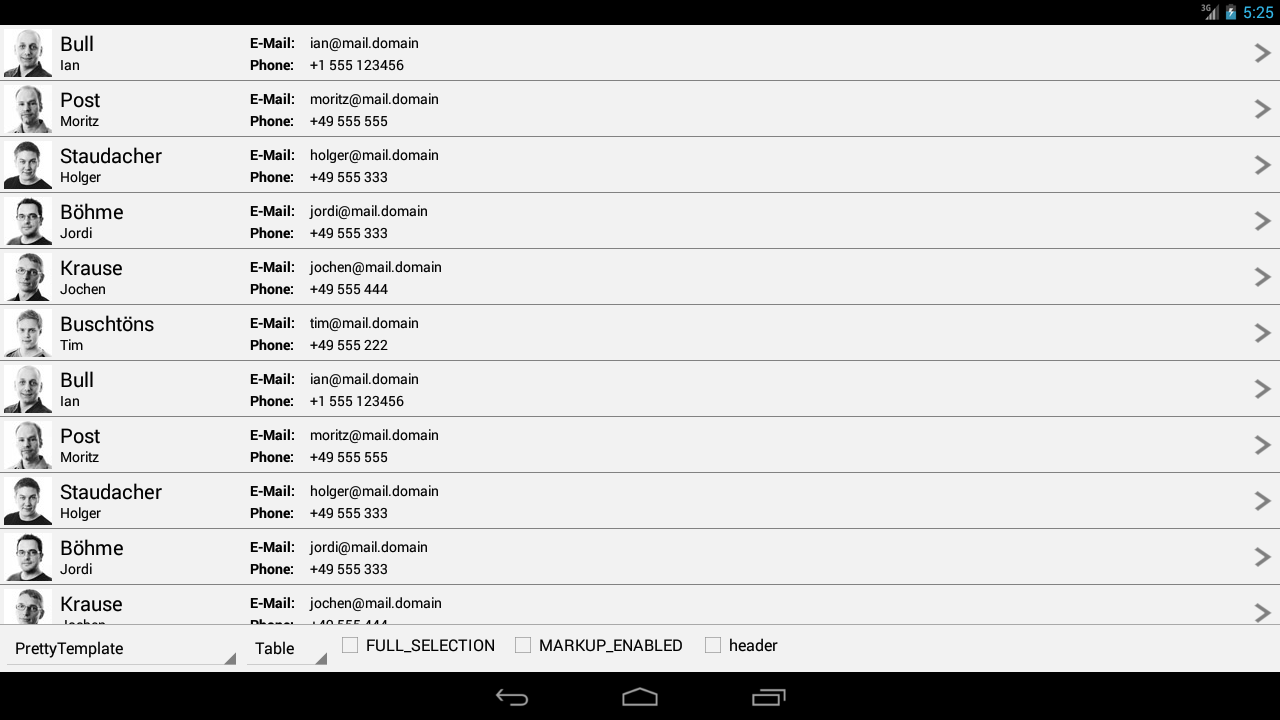 3G 5:25
Bull E-Mail: ian@mail.domain
Ian Phone: +1 555 123456
Post E-Mail: moritz@mail.domain
Moritz Phone: +49 555 555
Staudacher E-Mail: holger@mail.domain
Holger Phone: +49 555 333
Böhme E-Mail: jordi@mail.domain
Jordi Phone: +49 555 333
Krause E-Mail: jochen@mail.domain
Jochen Phone: +49 555 444
Buschtöns E-Mail: tim@mail.domain
Tim Phone: +49 555 222
Bull E-Mail: ian@mail.domain
Ian Phone: +1 555 123456
Post E-Mail: moritz@mail.domain
Moritz Phone: +49 555 555
Staudacher E-Mail: holger@mail.domain
Holger Phone: +49 555 333
Böhme E-Mail: jordi@mail.domain
Jordi Phone: +49 555 333
Krause E-Mail: jochen@mail.domain
Jochen Phone: +49 555 444
PrettyTemplate Table FULL_SELECTION MARKUP_ENABLED header